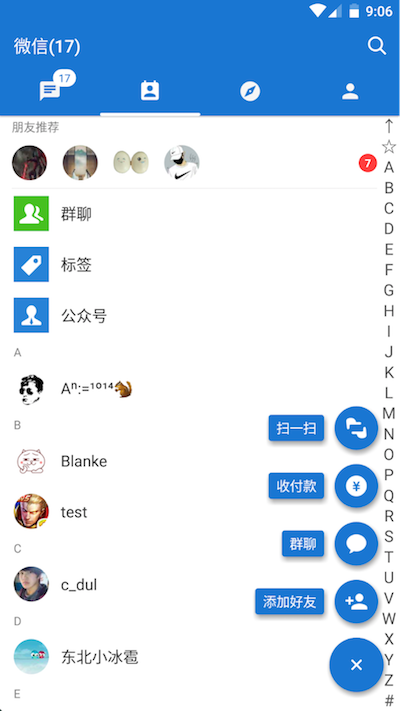 9:06
微信(17)
17
朋友推荐
7
群聊
标签
公众号
A
Aⁿ:=¹⁰¹⁴🐿
B
Blanke
test
C
c_dul
D
东北小冰雹
E
扫一扫
收付款
¥
群聊
添加好友
↑
☆
A
B
C
D
E
F
G
H
I
J
K
L
M
N
O
P
Q
R
S
T
U
V
W
X
Y
Z
#